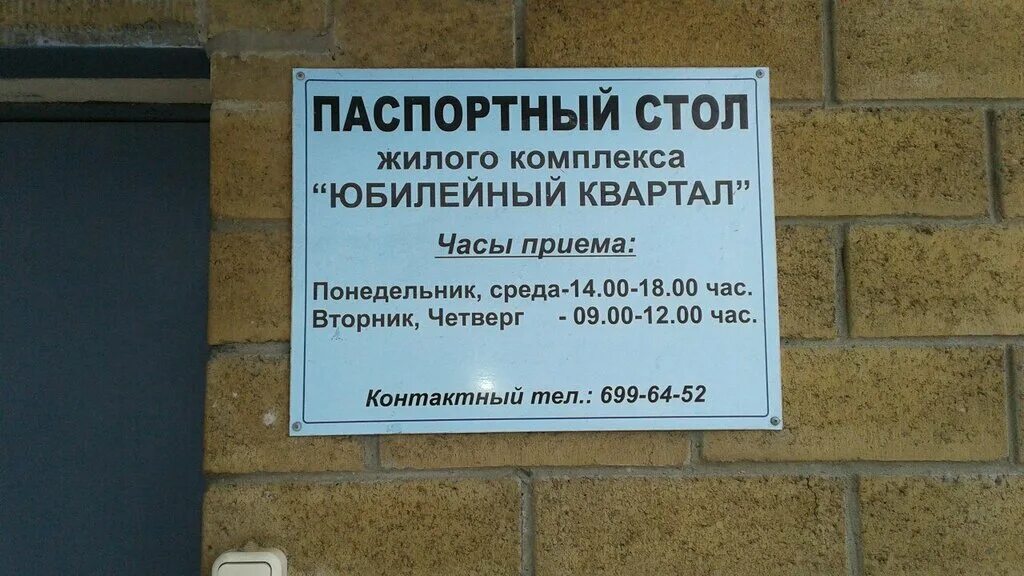 ПАСПОРТНЫЙ СТОЛ
жилого комплекса
“ЮБИЛЕЙНЫЙ КВАРТАЛ”
Часы приема:
Понедельник, среда-14.00-18.00 час.
Вторник, Четверг - 09.00-12.00 час.
Контактный тел.: 699-64-52